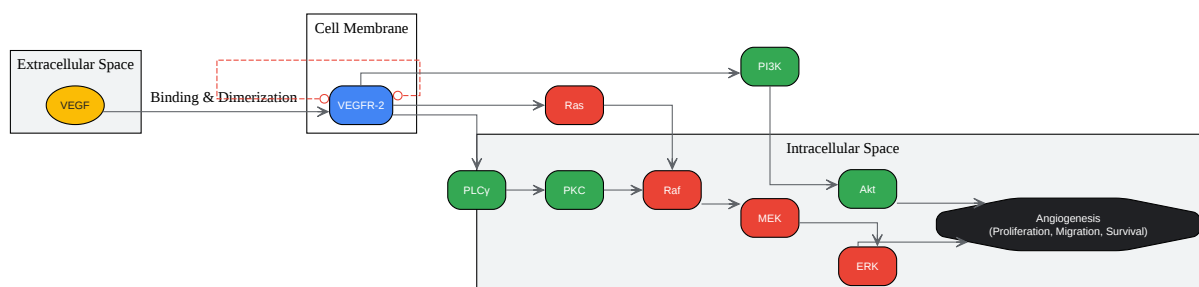 Cell Membrane
Extracellular Space
VEGF
Binding & Dimerization
VEGFR-2
PI3K
Ras
Intracellular Space
PLCγ
PKC
Raf
Akt
MEK
Angiogenesis
(Proliferation, Migration, Survival)
ERK